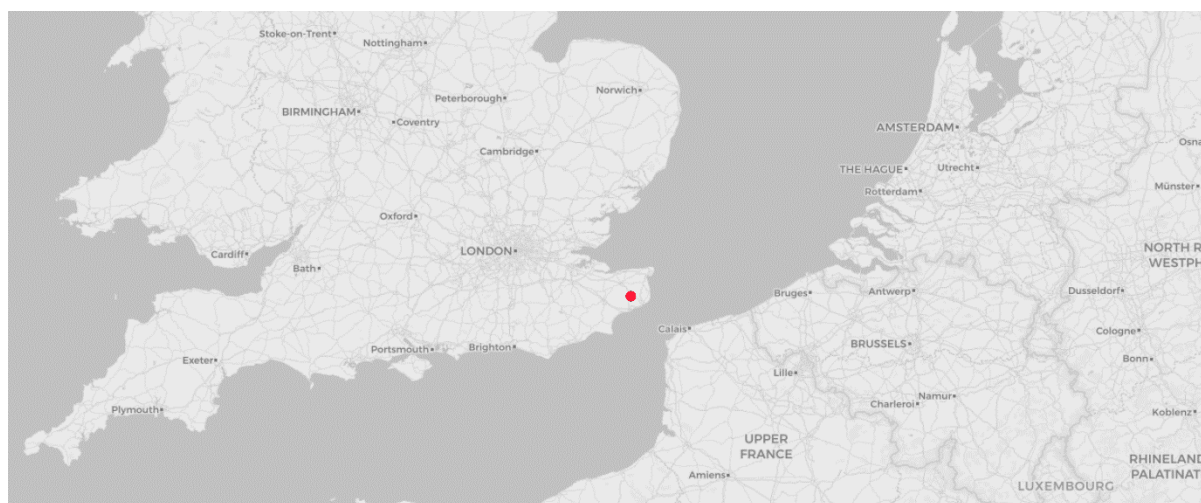 Stoke-on-Trent
Nottingham
Norwich
Peterborough
BIRMINGHAM
Coventry
AMSTERDAM
Cambridge
THE HAGUE
Utrecht
Rotterdam
Osna
Münster
Oxford
LONDON
Cardiff
Bath
NORTH R
WESTPH
Bruges
Antwerp
Dusseldorf
Calais
Cologne
Portsmouth
Brighton
BRUSSELS
Exeter
Bonn
Lille
Namur
Charleroi
Plymouth
Koblenz
UPPER
FRANCE
Amiens
RHINELAND
PALATINAT
LUXEMBOURG